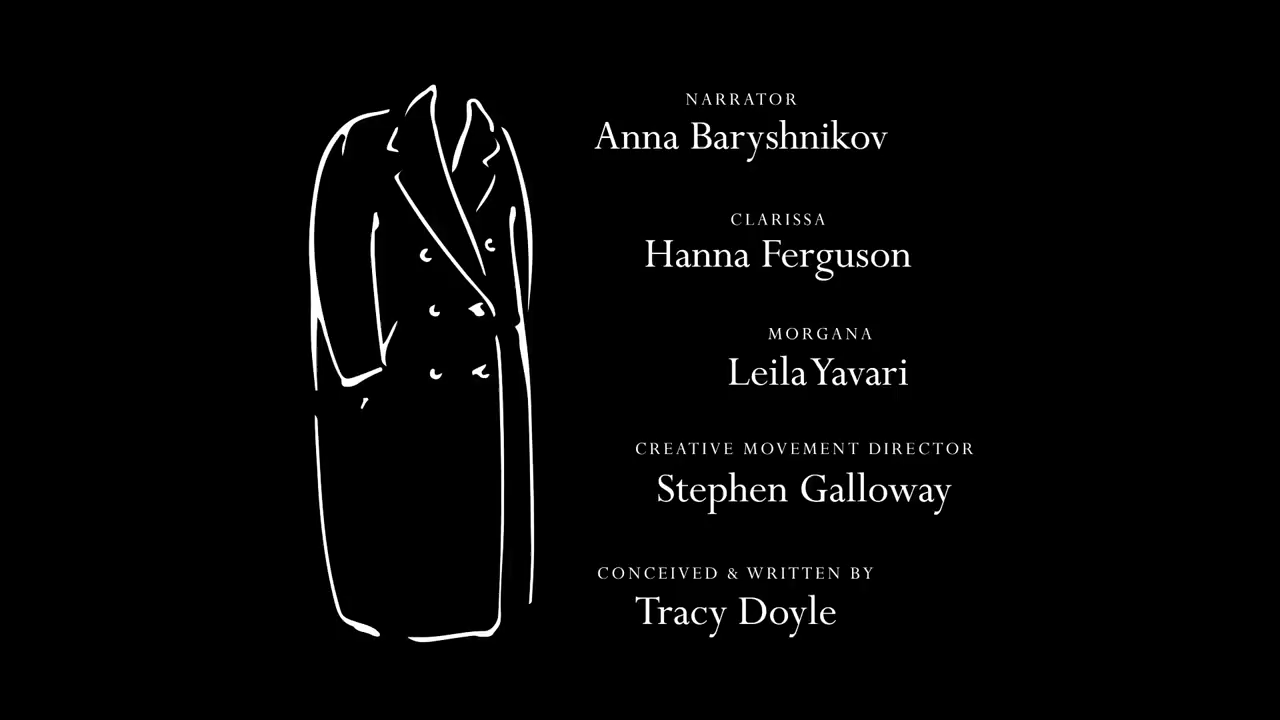 NARRATOR
Anna Baryshnikov
CLARISSA
Hanna Ferguson
MORGANA
Leila Yavari
CREATIVE MOVEMENT DIRECTOR
Stephen Galloway
CONCEIVED & WRITTEN BY
Tracy Doyle